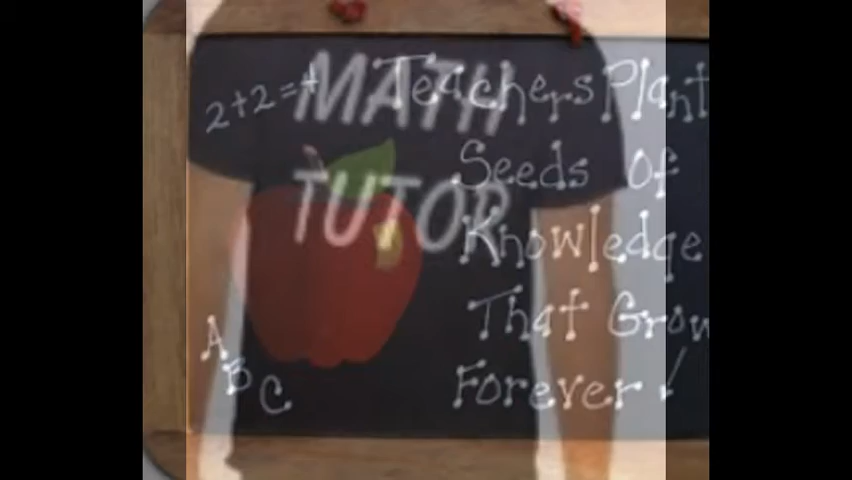 2+2=4
MATH
TUTOR
Teachers Plant
Seeds Of
Knowledge
That Grow
Forever!
A
B
C